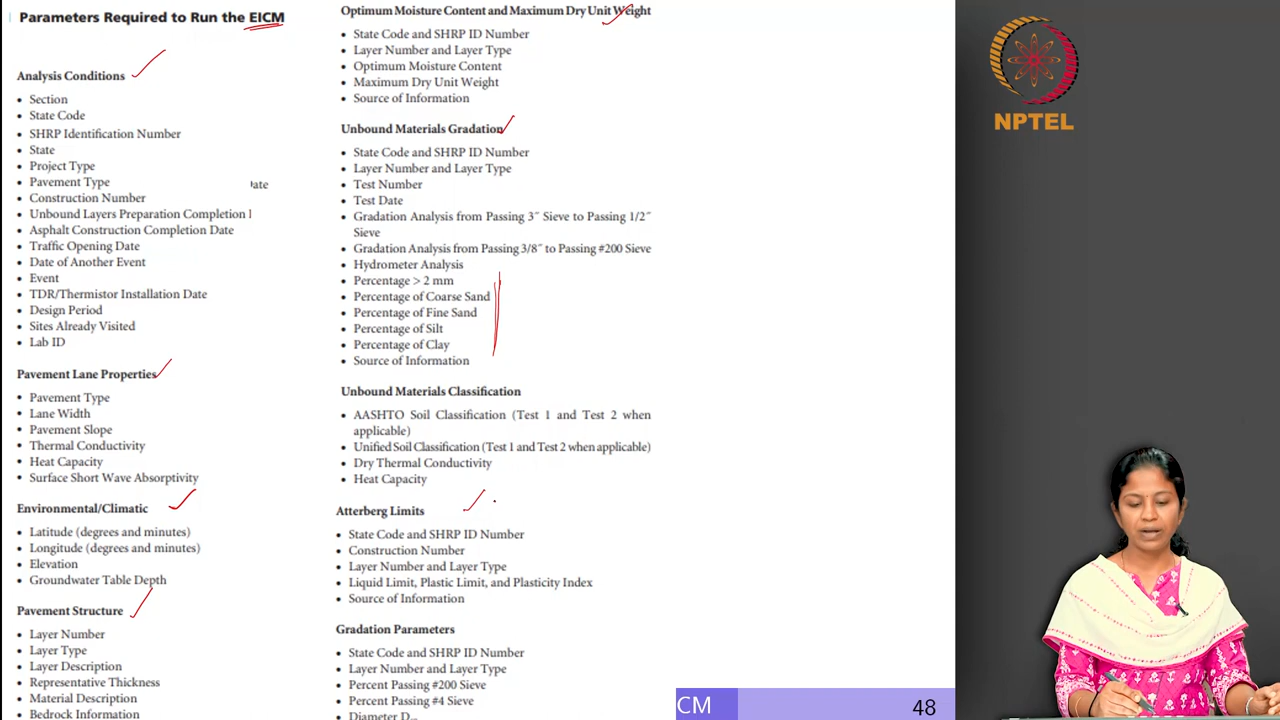 Parameters Required to Run the EICM
Analysis Conditions
• Section
• State Code
• SHRP Identification Number
• State
• Project Type
• Pavement Type
• Construction Number
• Unbound Layers Preparation Completion
ate
• Asphalt Construction Completion Date
• Traffic Opening Date
• Date of Another Event
• Event
• TDR/Thermistor Installation Date
• Design Period
• Sites Already Visited
• Lab ID
Pavement Lane Properties
• Pavement Type
• Lane Width
• Pavement Slope
• Thermal Conductivity
• Heat Capacity
• Surface Short Wave Absorptivity
Environmental/Climatic
• Latitude (degrees and minutes)
• Longitude (degrees and minutes)
• Elevation
• Groundwater Table Depth
Pavement Structure
• Layer Number
• Layer Type
• Layer Description
• Representative Thickness
• Material Description
• Bedrock Information
Optimum Moisture Content and Maximum Dry Unit Weight
• State Code and SHRP ID Number
• Layer Number and Layer Type
• Optimum Moisture Content
• Maximum Dry Unit Weight
• Source of Information
Unbound Materials Gradation
• State Code and SHRP ID Number
• Layer Number and Layer Type
• Test Number
• Test Date
• Gradation Analysis from Passing 3″ Sieve to Passing 1/2″
Sieve
• Gradation Analysis from Passing 3/8″ to Passing #200 Sieve
• Hydrometer Analysis
• Percentage > 2 mm
• Percentage of Coarse Sand
• Percentage of Fine Sand
• Percentage of Silt
• Percentage of Clay
• Source of Information
Unbound Materials Classification
• AASHTO Soil Classification (Test 1 and Test 2 when
applicable)
• Unified Soil Classification (Test 1 and Test 2 when applicable)
• Dry Thermal Conductivity
• Heat Capacity
Atterberg Limits
• State Code and SHRP ID Number
• Construction Number
• Layer Number and Layer Type
• Liquid Limit, Plastic Limit, and Plasticity Index
• Source of Information
Gradation Parameters
• State Code and SHRP ID Number
• Layer Number and Layer Type
• Percent Passing #200 Sieve
• Percent Passing #4 Sieve
• Diameter
CM
48
NPTEL